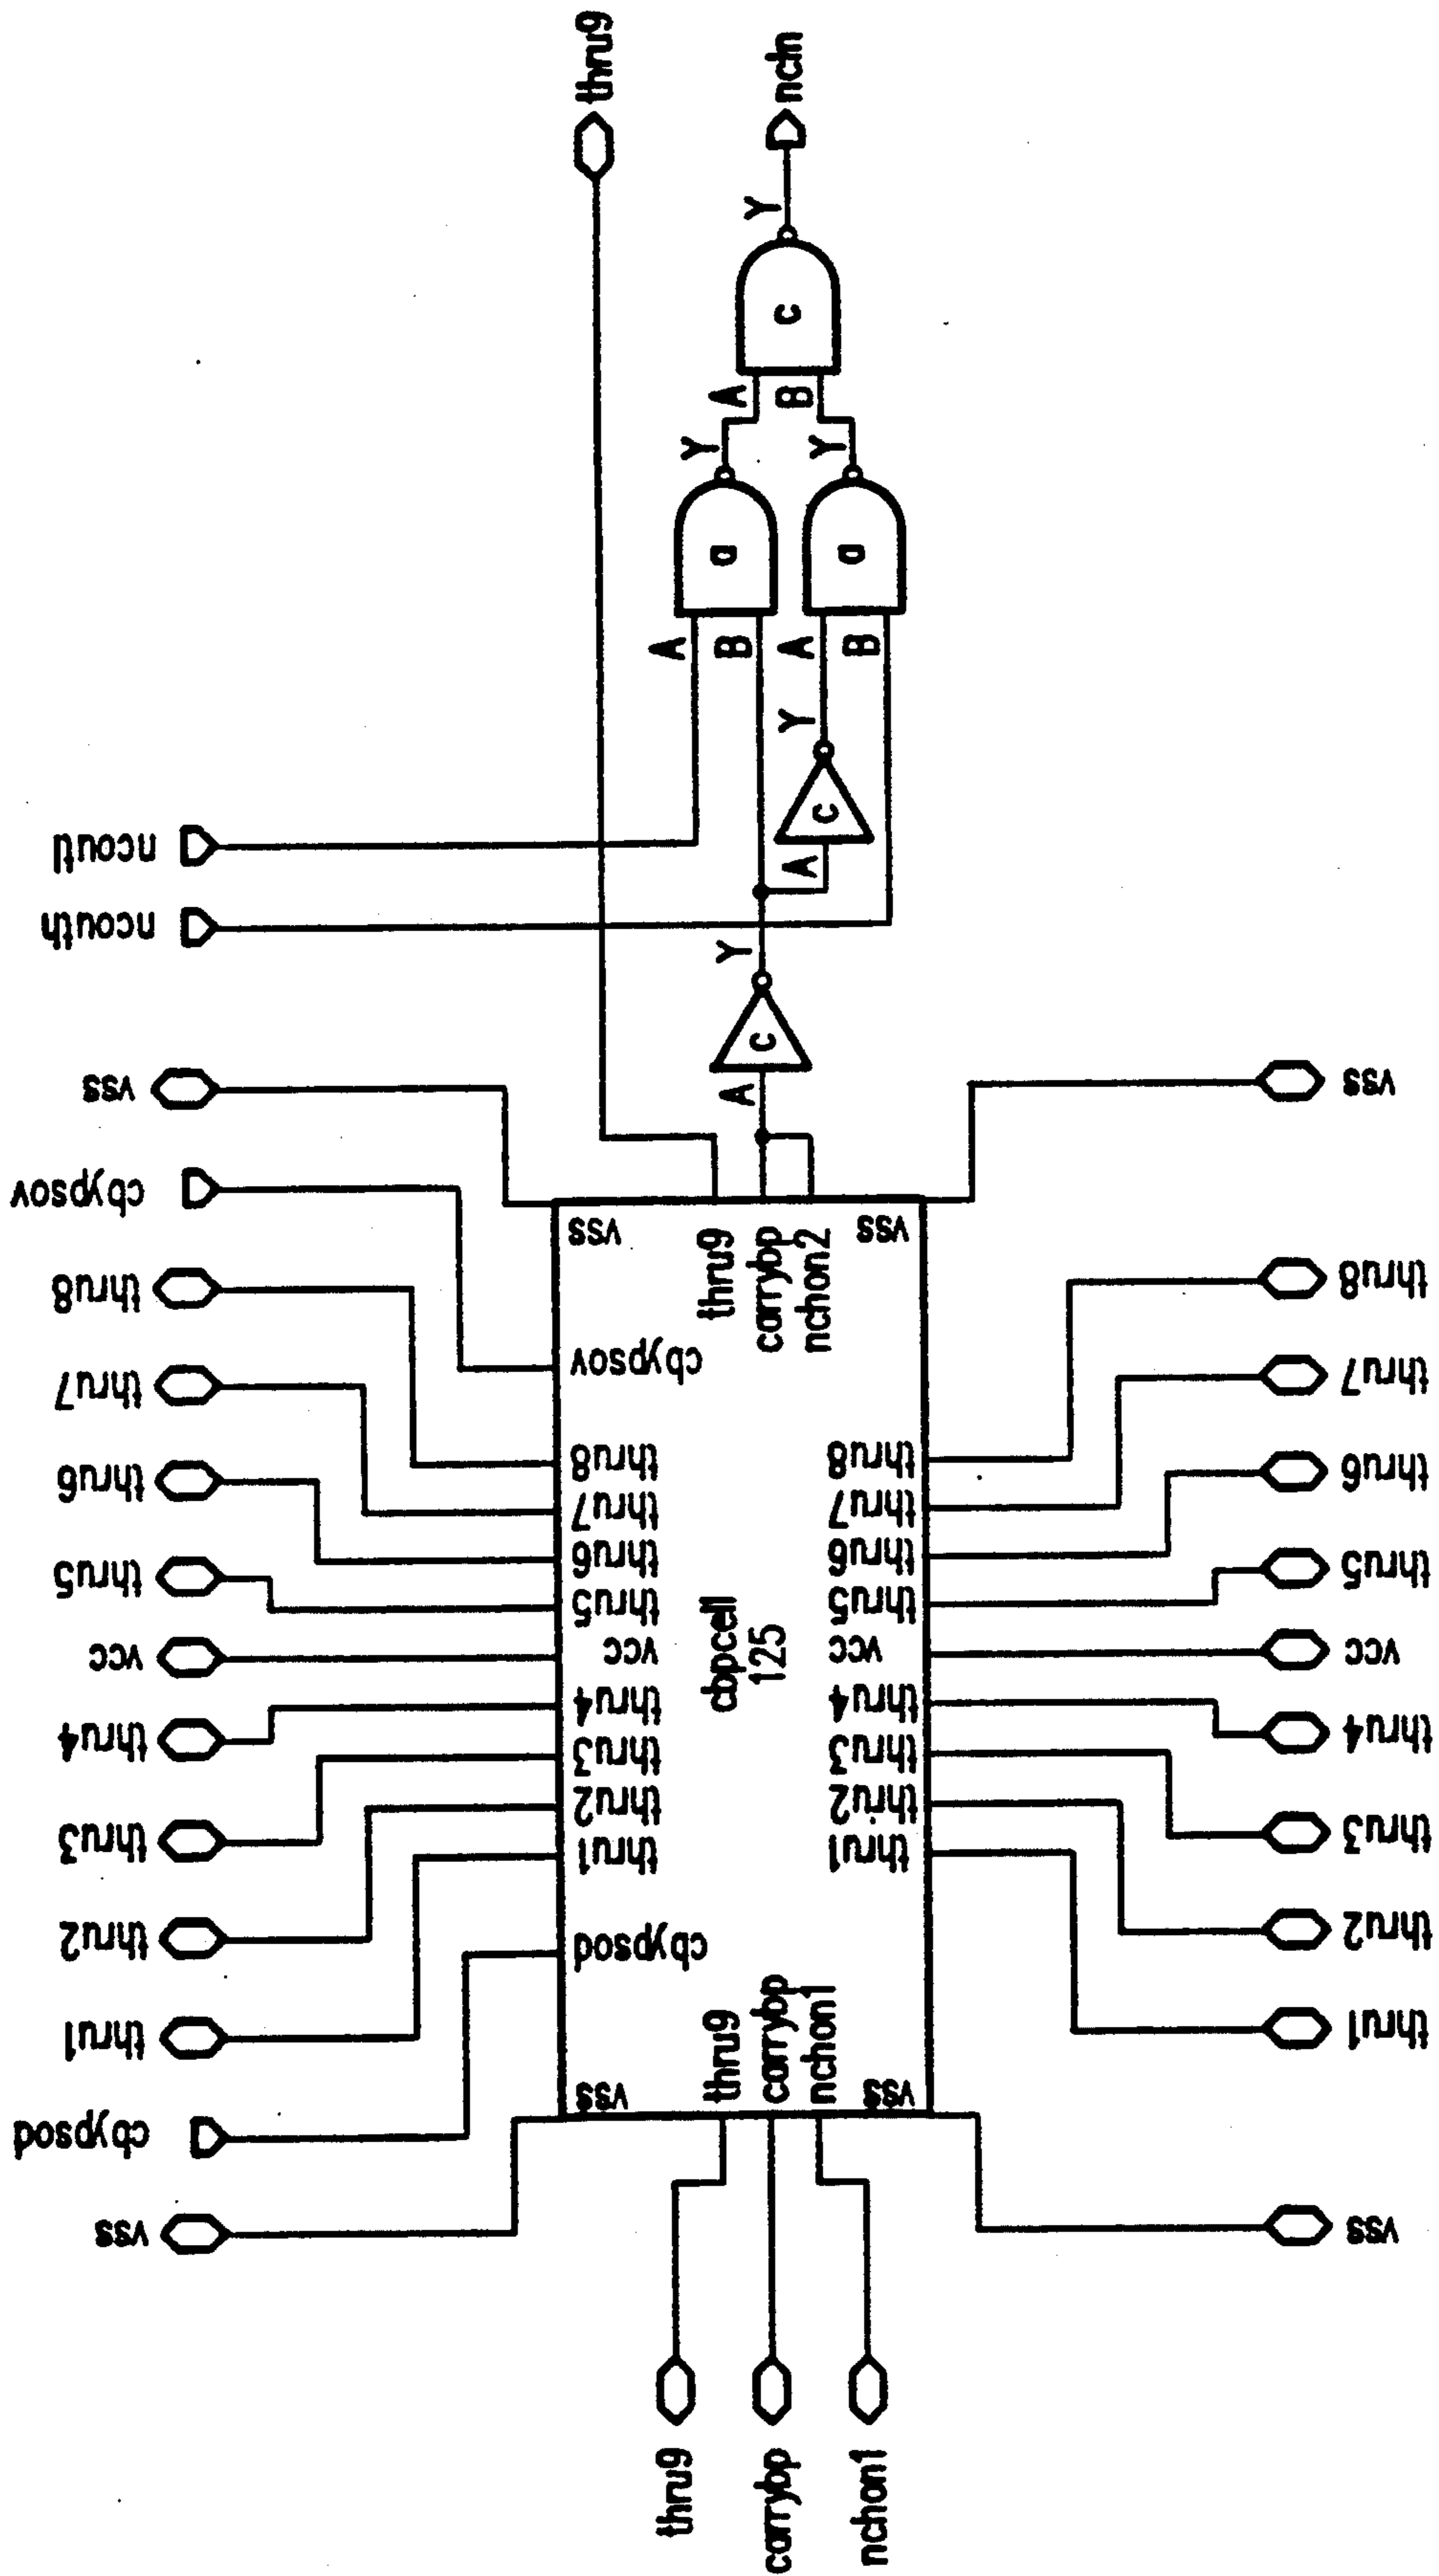 thru9
ncin
Y
c
A
B
Y
Y
a
a
A
B
A
B
Y
c
A
ncoutl
ncouth
Y
c
A
vss
vss
cbypsov
thru8
thru7
thru6
thru5
vcc
thru4
thru3
thru2
thru1
cbypsod
vss
vss
thru9
carrybp
nchon2
vss
cbypsov
thru8
thru7
thru6
thru5
vcc
thru4
thru3
thru2
thru1
cbypsod
cbpcell
125
thru8
thru7
thru6
thru5
vcc
thru4
thru3
thru2
thru1
vss
thru9
carrybp
nchon1
vss
thru8
thru7
thru6
thru5
vcc
thru4
thru3
thru2
thru1
vss
thru9
carrybp
nchon1